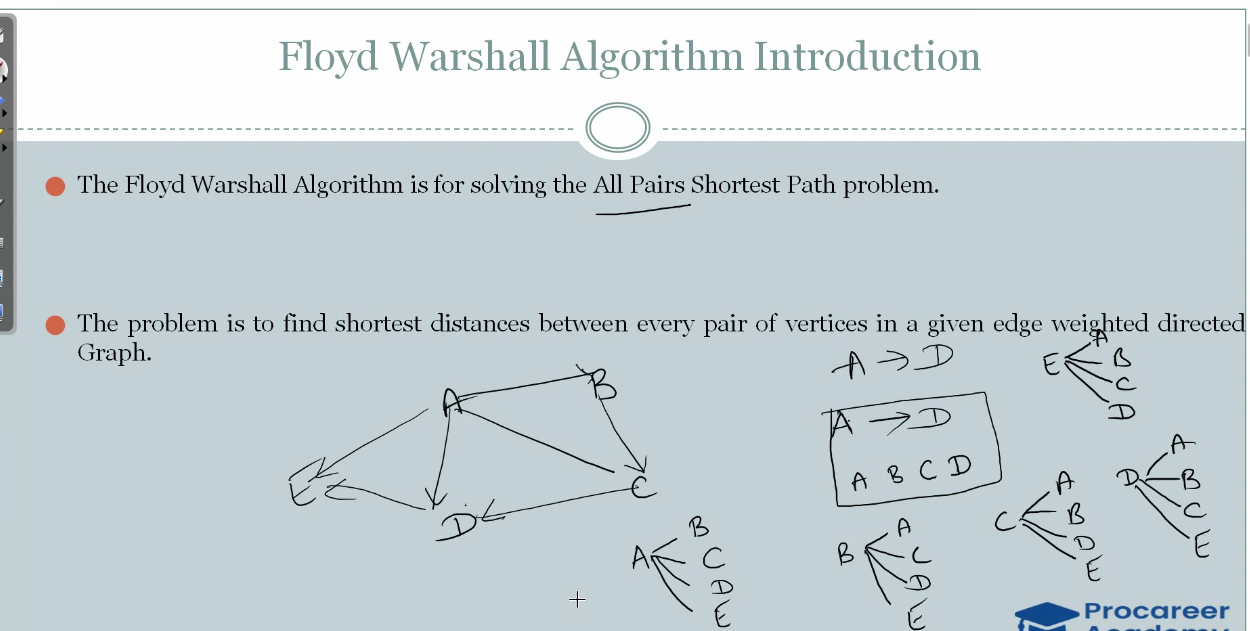 Floyd Warshall Algorithm Introduction
The Floyd Warshall Algorithm is for solving the All Pairs Shortest Path problem.
The problem is to find shortest distances between every pair of vertices in a given edge weighted directed
Graph.
A
B
C
D
E
A → D
A → D
A B C D
A
B
C
D
E
B
A
C
D
E
C
A
B
D
E
D
A
B
C
E
E
A
B
C
D
Procareer
Academy